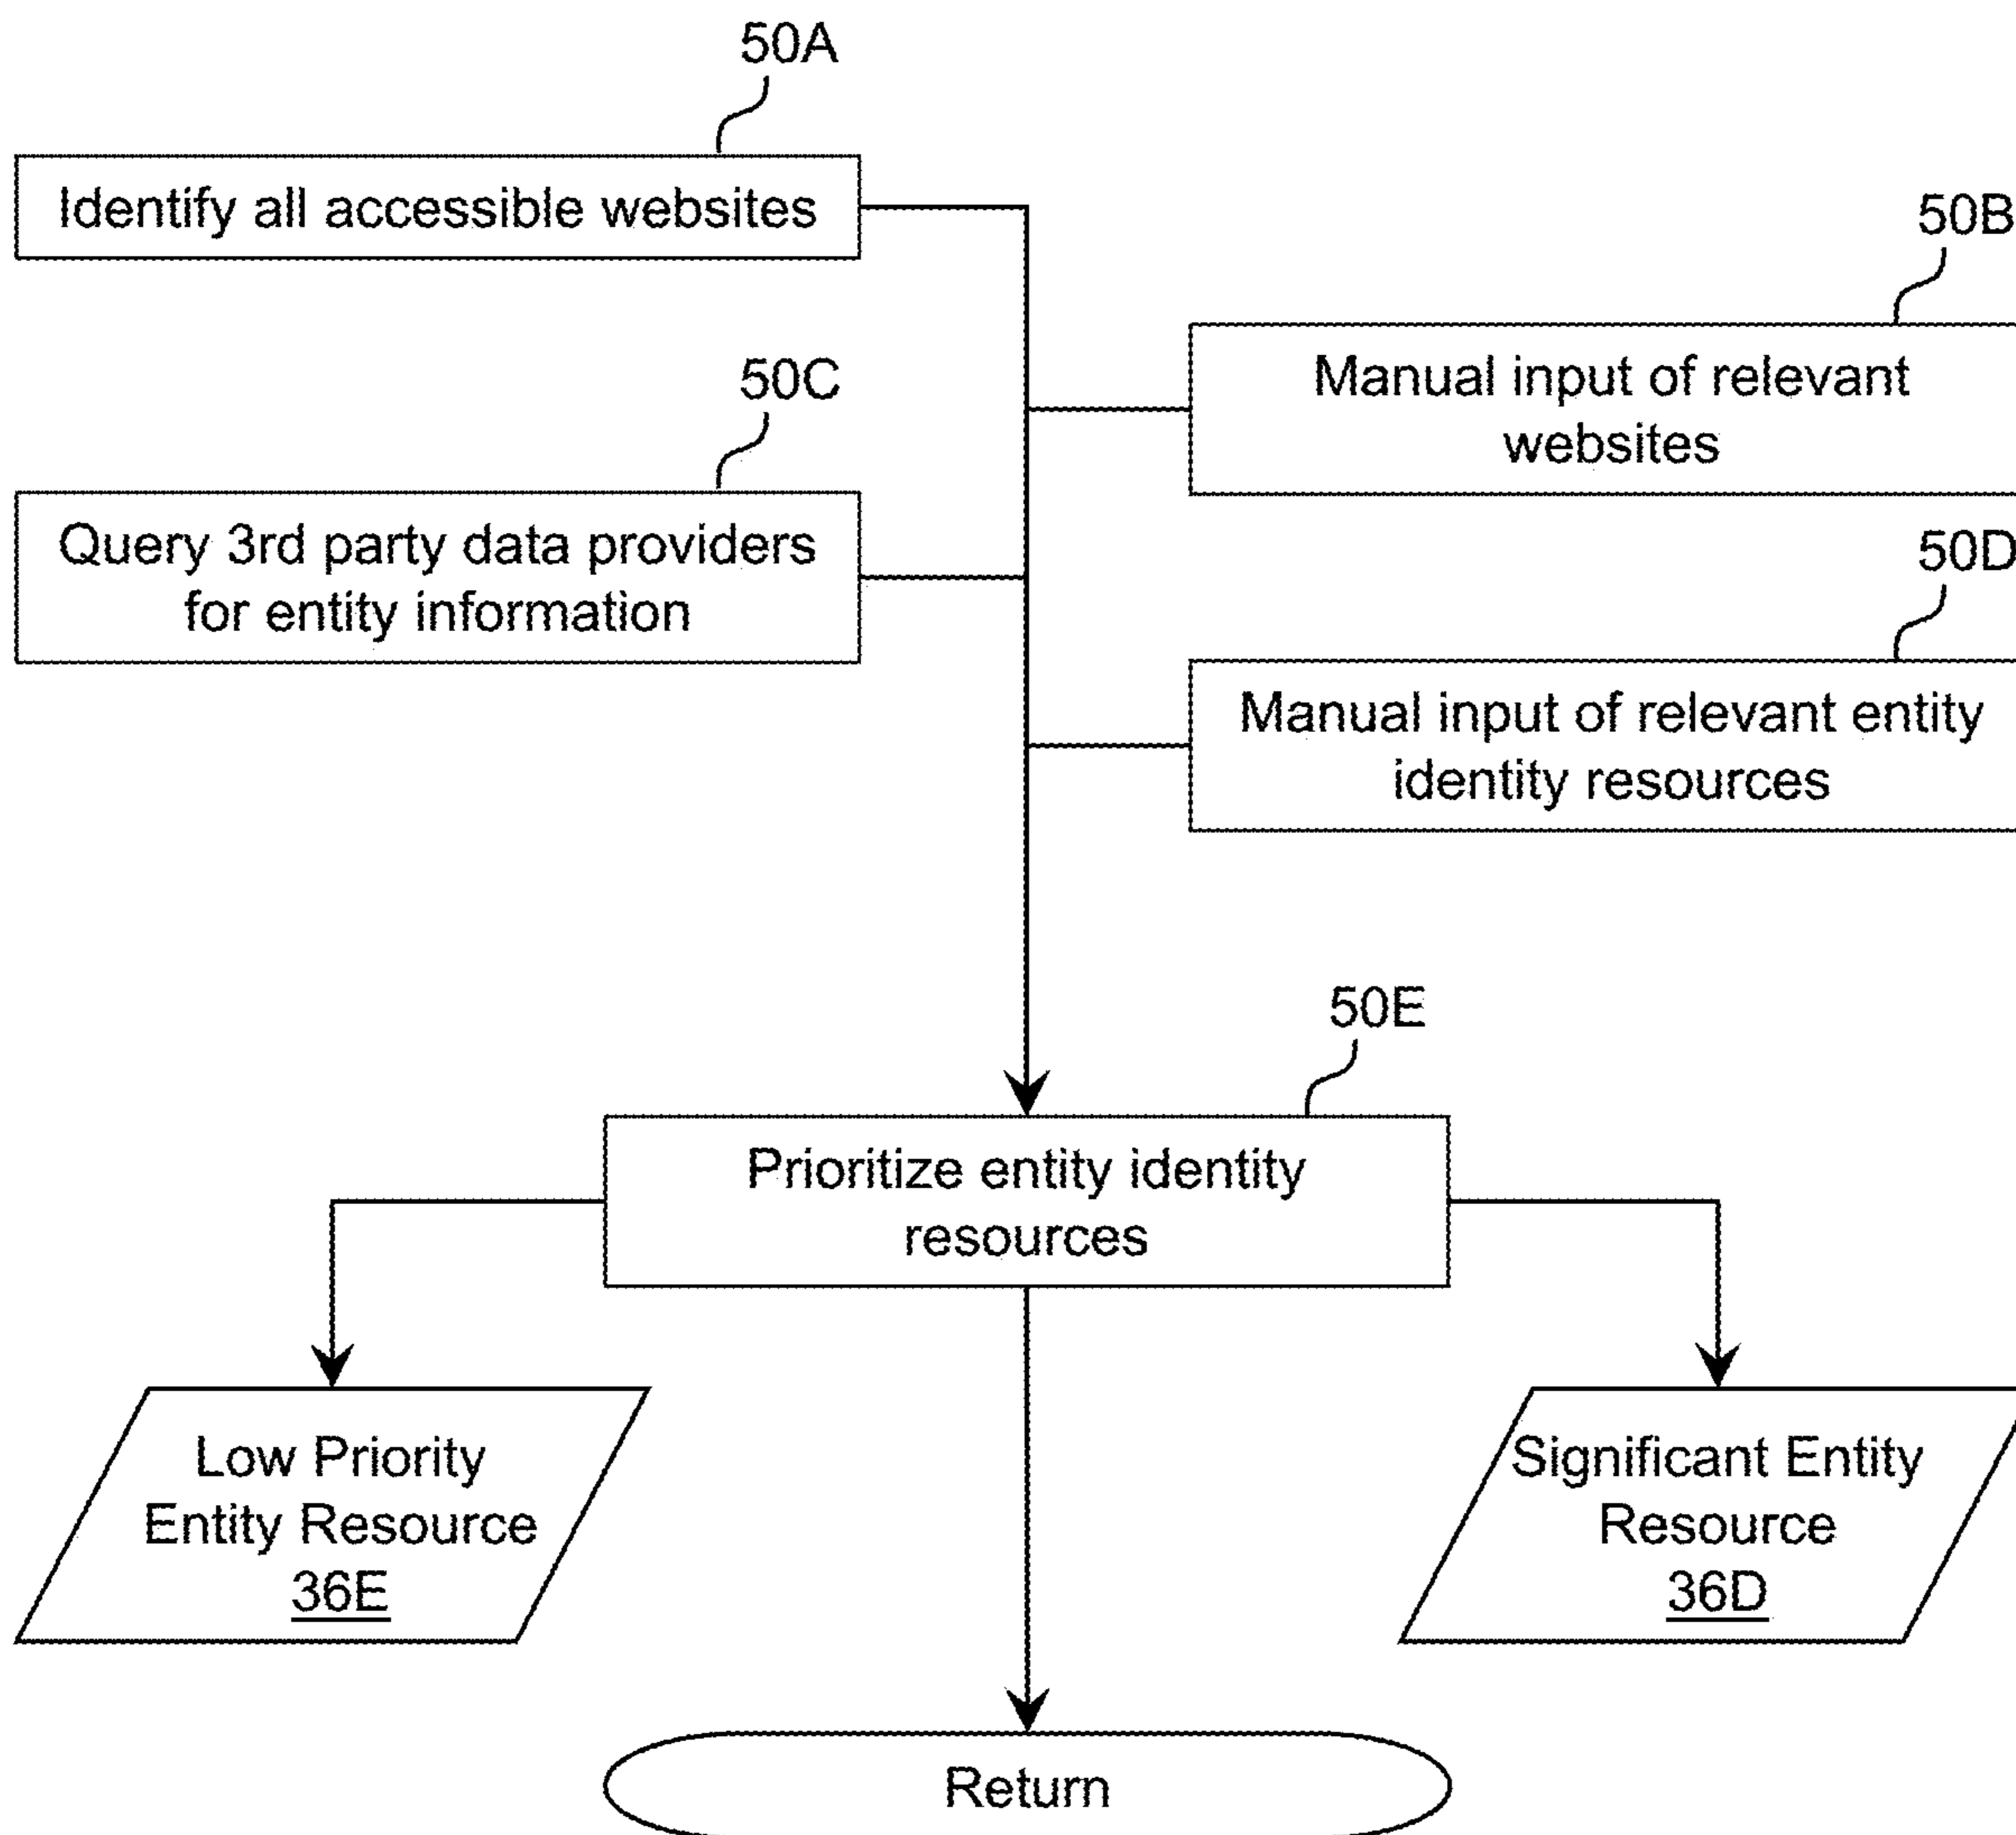 50A
Identify all accessible websites
50B
Manual input of relevant
websites
50C
Query 3rd party data providers
for entity information
50D
Manual input of relevant entity
identity resources
50E
Prioritize entity identity
resources
Low Priority
Entity Resource
36E
Significant Entity
Resource
36D
Return